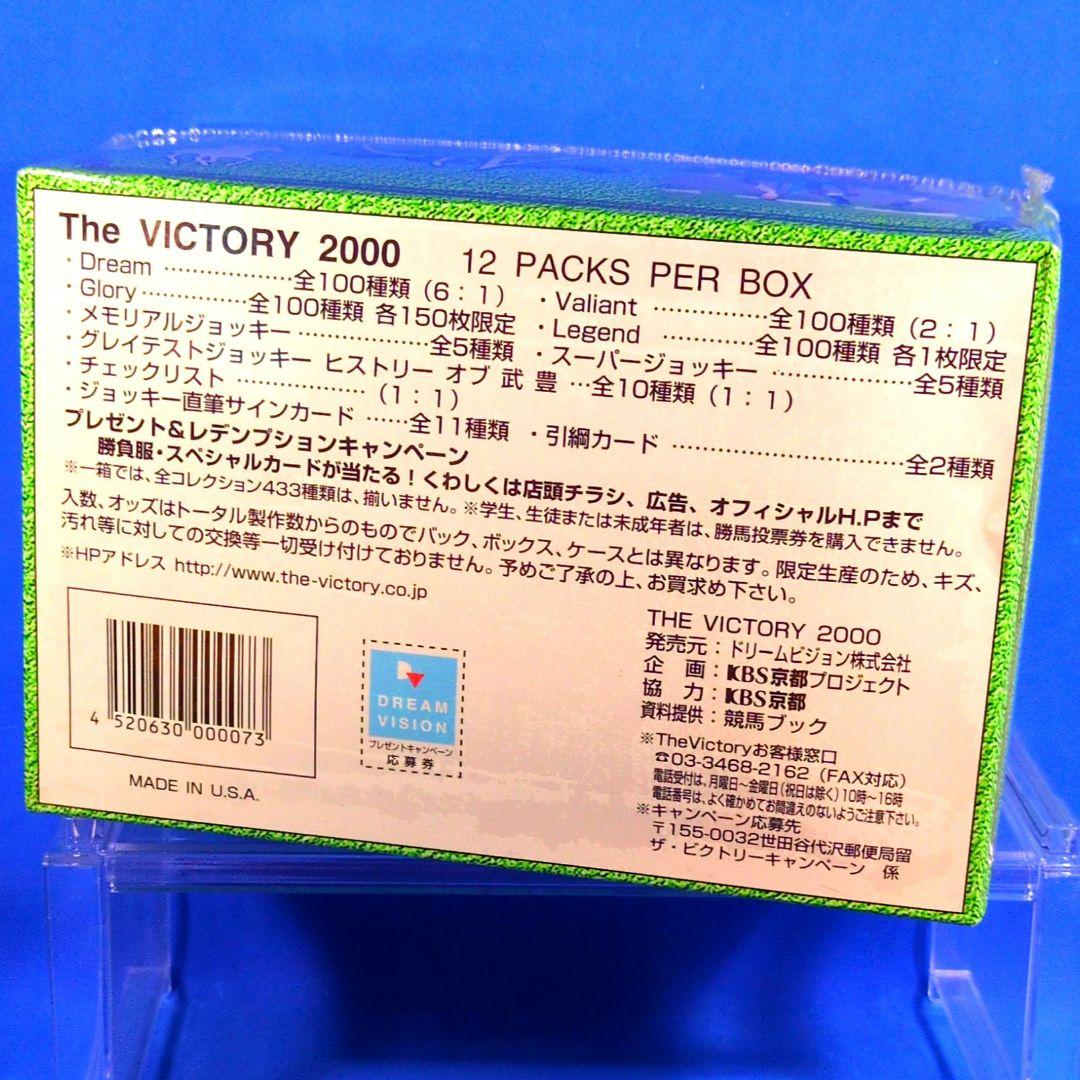 The VICTORY 2000 12 PACKS PER BOX
・Dream ………………全100種類（6：1） ・Valiant ……………全100種類（2：1）
・Glory……………全100種類 各150枚限定 ・Legend …………全100種類 各1枚限定
・メモリアルジョッキー………………全5種類 ・スーパージョッキー ………………全5種類
・グレイテストジョッキー ヒストリー オブ 武 豊 …全10種類（1：1）
・チェックリスト ………………（1：1）
・ジョッキー直筆サインカード ……全11種類 ・引綱カード …………………………全2種類
プレゼント&レデンプションキャンペーン
勝負服・スペシャルカードが当たる！くわしくは店頭チラシ、広告、オフィシャルH.Pまで
※一箱では、全コレクション433種類は、揃いません。※学生、生徒または未成年者は、勝馬投票券を購入できません。
入数、オッズはトータル製作数からのものでパック、ボックス、ケースとは異なります。限定生産のため、キズ、
汚れ等に対しての交換等一切受け付けておりません。予めご了承の上、お買求め下さい。
※HPアドレス http://www.the-victory.co.jp
4 520630 000073
MADE IN U.S.A.
DREAM
VISION
プレゼントキャンペーン
応募券
THE VICTORY 2000
発売元：ドリームビジョン株式会社
企 画：KBS京都プロジェクト
協 力：KBS京都
資料提供：競馬ブック
※TheVictoryお客様窓口
☎03-3468-2162（FAX対応）
電話受付は、月曜日〜金曜日（祝日は除く）10時〜16時
電話番号は、よく確かめてお間違えのないようご注意下さい。
※キャンペーン応募先
〒155-0032世田谷代沢郵便局留
ザ・ビクトリーキャンペーン 係